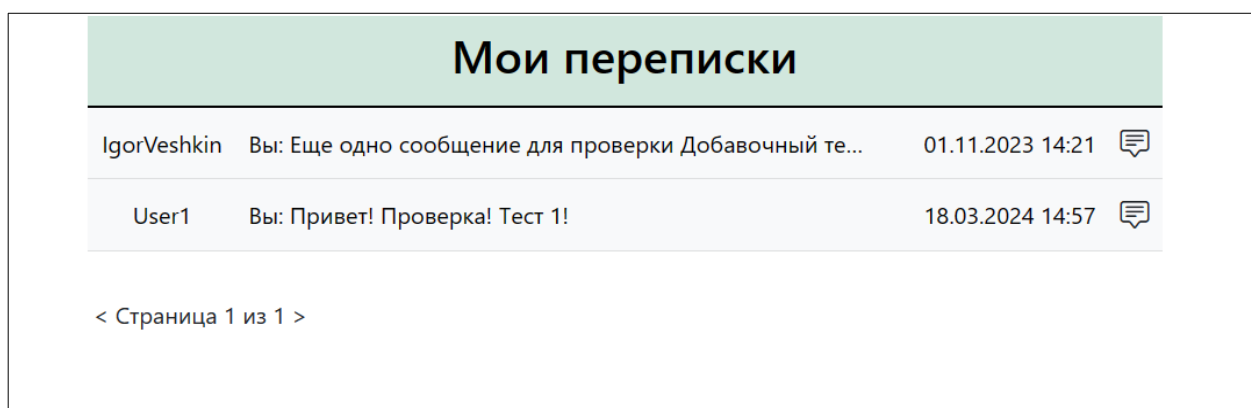 Мои переписки
IgorVeshkin Вы: Еще одно сообщение для проверки Добавочный те... 01.11.2023 14:21
User1 Вы: Привет! Проверка! Тест 1! 18.03.2024 14:57
< Страница 1 из 1 >